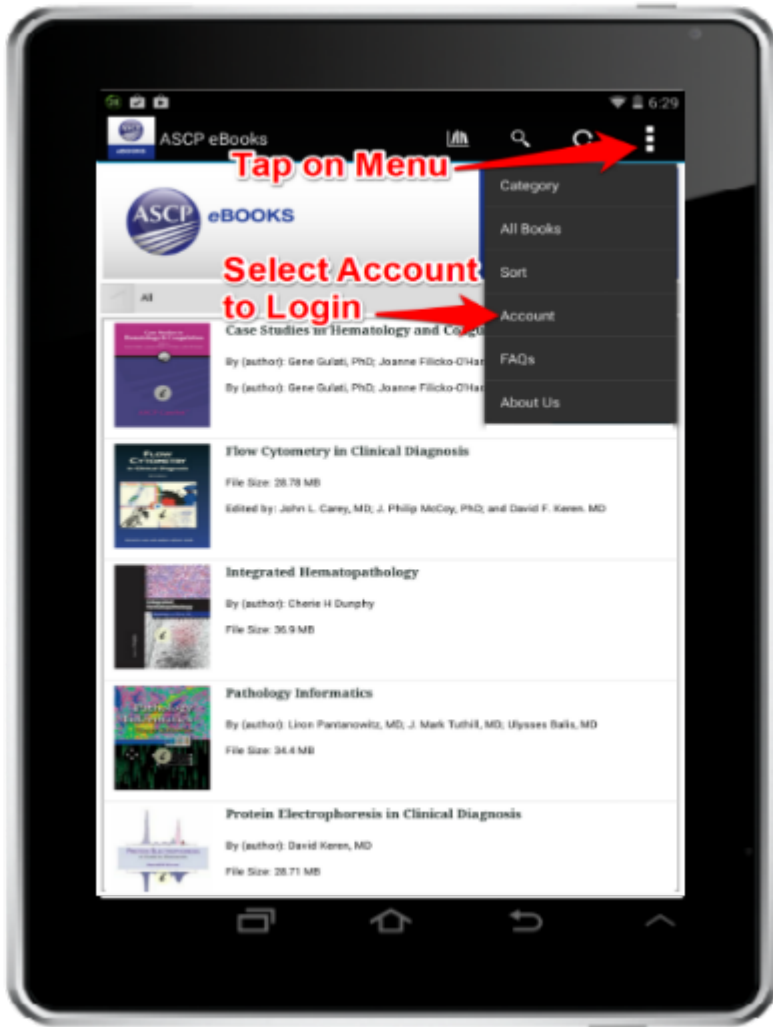 6:29
ASCP eBooks
Tap on Menu
ASCP eBOOKS
Category
All Books
Sort
Account
FAQs
About Us
Select Account
to Login
All
Case Studies in Hematology and
By (author): Gene Gulati, PhD; Joanne Filicko-O'Har
By (author): Gene Gulati, PhD; Joanne Filicko-O'Har
Flow Cytometry in Clinical Diagnosis
File Size: 28.78 MB
Edited by: John L. Carey, MD; J. Philip McCoy, PhD; and David F. Keren. MD
Integrated Hematopathology
By (author): Cherie H Dunphy
File Size: 36.9 MB
Pathology Informatics
By (author): Liron Pantanowitz, MD; J. Mark Tuthill, MD; Ulysses Balis, MD
File Size: 34.4 MB
Protein Electrophoresis in Clinical Diagnosis
By (author): David Keren, MD
File Size: 28.71 MB